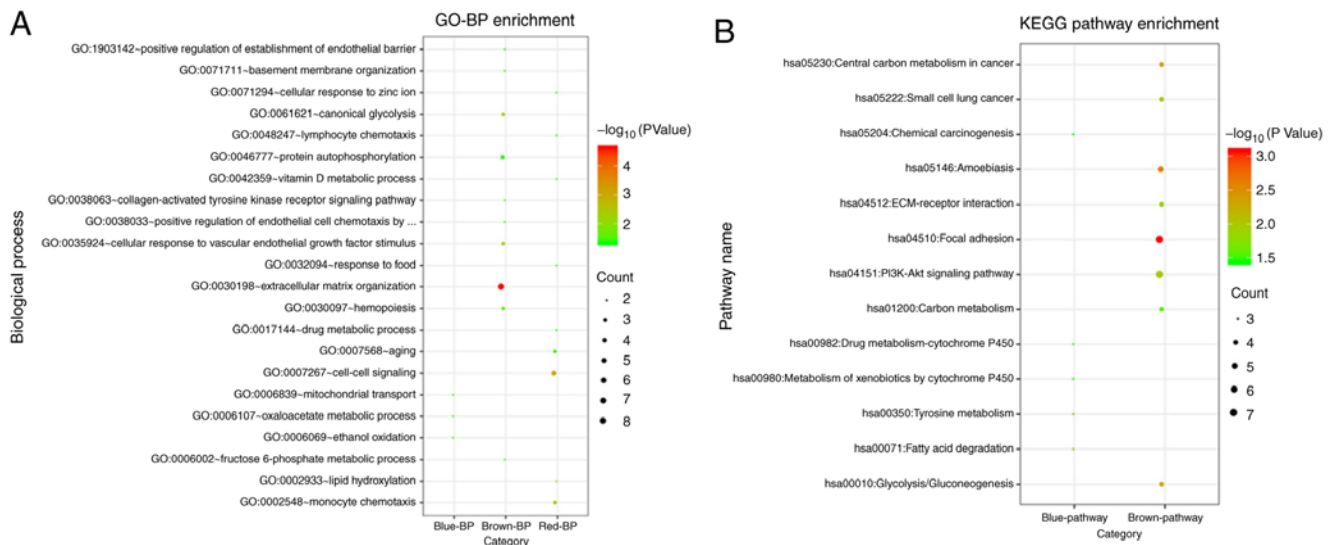 A
GO-BP enrichment
Biological process
GO:1903142~positive regulation of establishment of endothelial barrier
GO:0071711~basement membrane organization
GO:0071294~cellular response to zinc ion
GO:0061621~canonical glycolysis
GO:0048247~lymphocyte chemotaxis
GO:0046777~protein autophosphorylation
GO:0042359~vitamin D metabolic process
GO:0038063~collagen-activated tyrosine kinase receptor signaling pathway
GO:0038033~positive regulation of endothelial cell chemotaxis by ...
GO:0035924~cellular response to vascular endothelial growth factor stimulus
GO:0032094~response to food
GO:0030198~extracellular matrix organization
GO:0030097~hemopoiesis
GO:0017144~drug metabolic process
GO:0007568~aging
GO:0007267~cell-cell signaling
GO:0006839~mitochondrial transport
GO:0006107~oxaloacetate metabolic process
GO:0006069~ethanol oxidation
GO:0006002~fructose 6-phosphate metabolic process
GO:0002933~lipid hydroxylation
GO:0002548~monocyte chemotaxis
Blue-BP Brown-BP Red-BP
Category
−log10 (PValue)
4
3
2
Count
2
3
4
5
6
7
8
B
KEGG pathway enrichment
Pathway name
hsa05230:Central carbon metabolism in cancer
hsa05222:Small cell lung cancer
hsa05204:Chemical carcinogenesis
hsa05146:Amoebiasis
hsa04512:ECM-receptor interaction
hsa04510:Focal adhesion
hsa04151:PI3K-Akt signaling pathway
hsa01200:Carbon metabolism
hsa00982:Drug metabolism-cytochrome P450
hsa00980:Metabolism of xenobiotics by cytochrome P450
hsa00350:Tyrosine metabolism
hsa00071:Fatty acid degradation
hsa00010:Glycolysis/Gluconeogenesis
Blue-pathway Brown-pathway
Category
−log10 (P Value)
3.0
2.5
2.0
1.5
Count
3
4
5
6
7